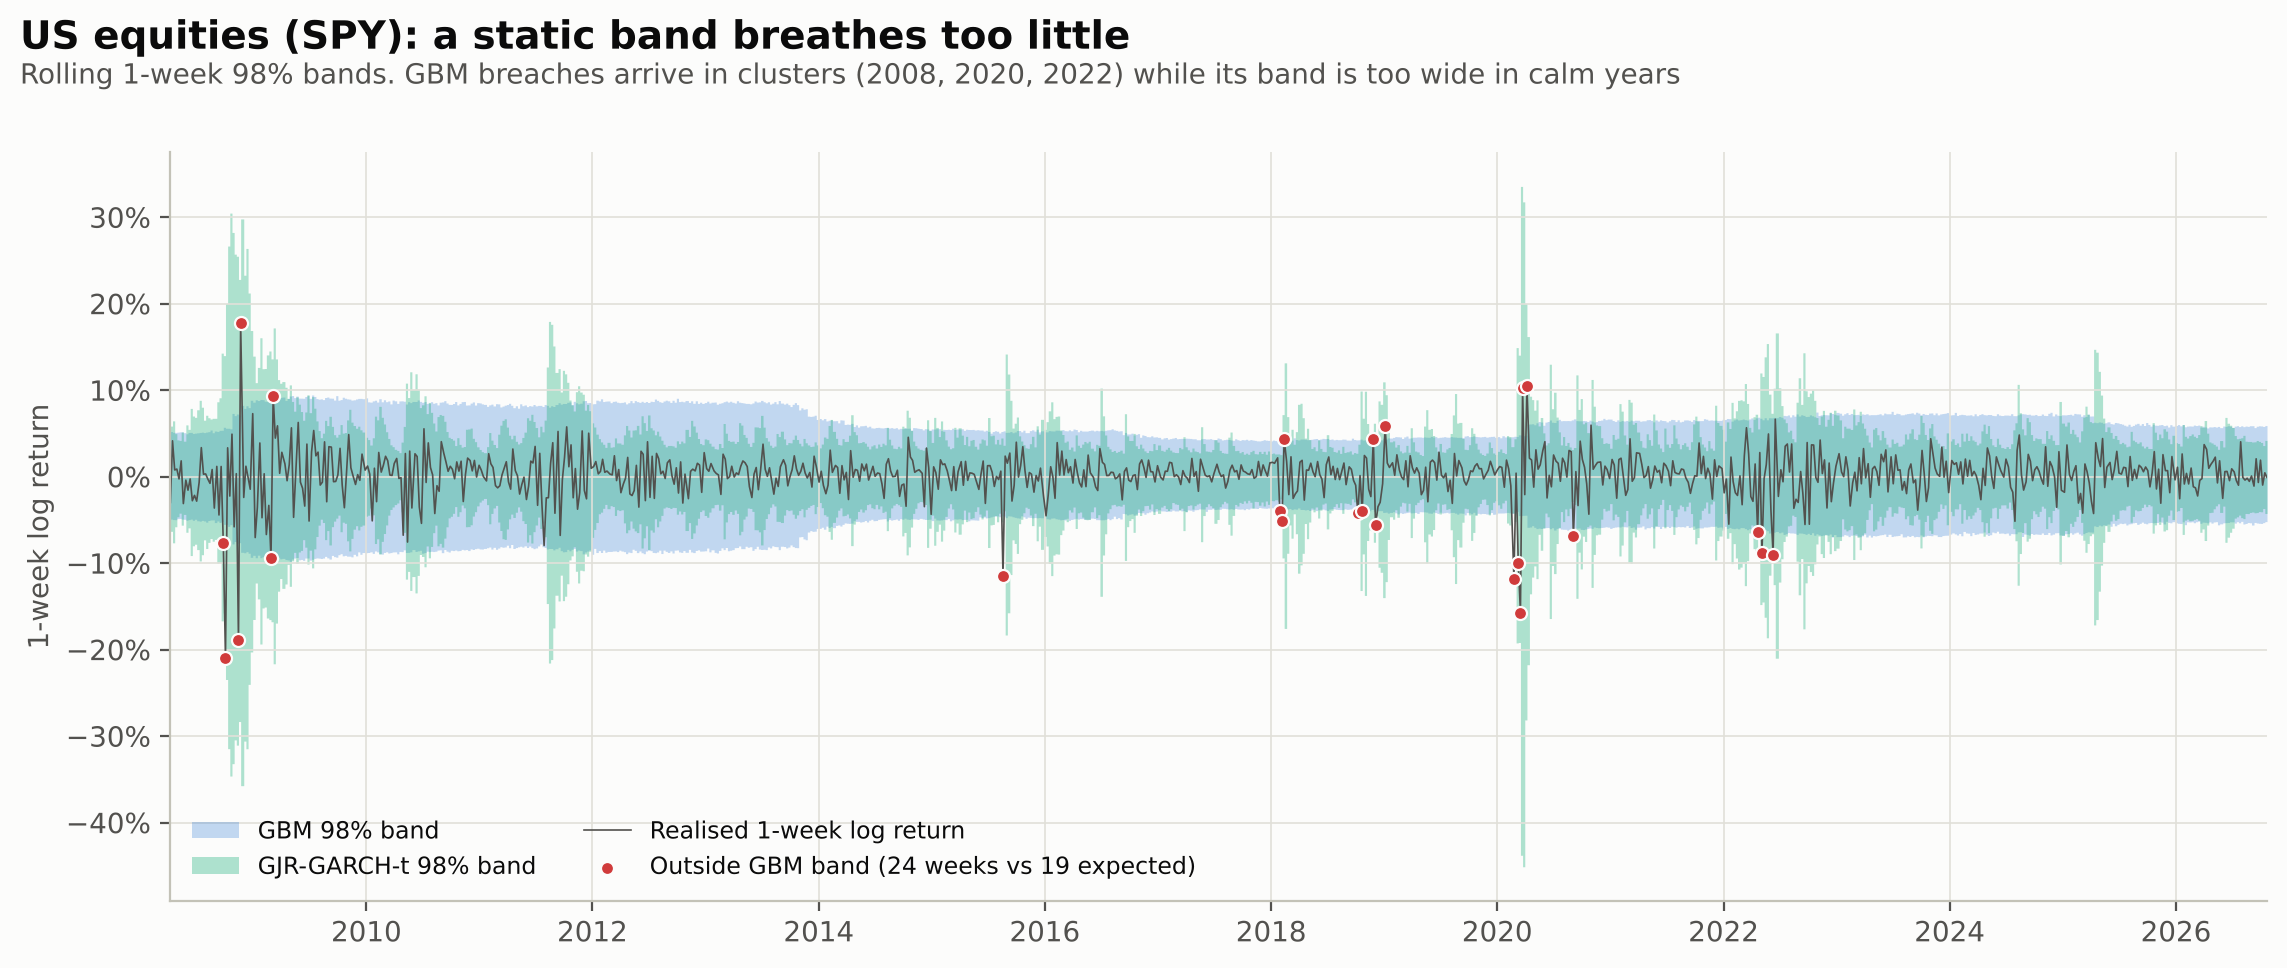 US equities (SPY): a static band breathes too little
Rolling 1-week 98% bands. GBM breaches arrive in clusters (2008, 2020, 2022) while its band is too wide in calm years
1-week log return
30%
20%
10%
0%
−10%
−20%
−30%
−40%
GBM 98% band
GJR-GARCH-t 98% band
Realised 1-week log return
Outside GBM band (24 weeks vs 19 expected)
2010 2012 2014 2016 2018 2020 2022 2024 2026